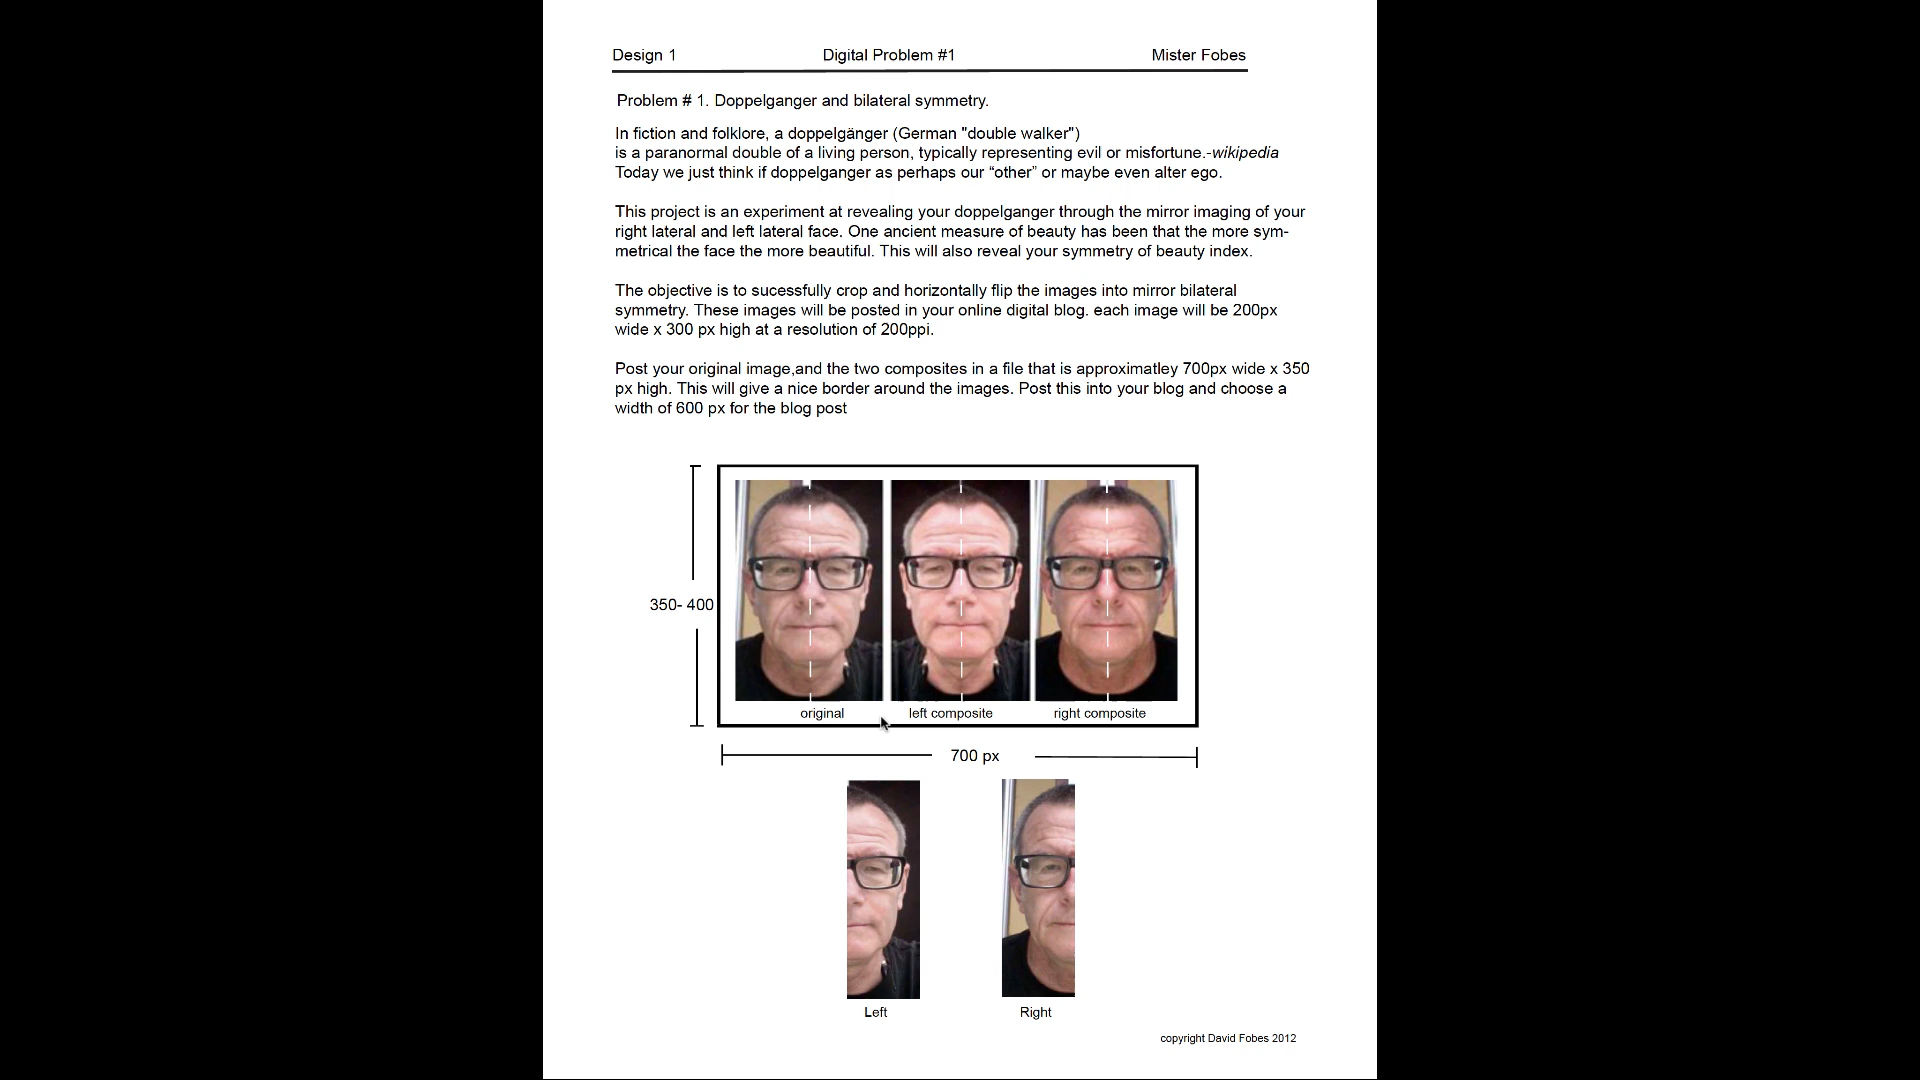 Design 1 Digital Problem #1 Mister Fobes
Problem # 1. Doppelganger and bilateral symmetry.
In fiction and folklore, a doppelgänger (German "double walker")
is a paranormal double of a living person, typically representing evil or misfortune.-wikipedia
Today we just think if doppelganger as perhaps our “other” or maybe even alter ego.
This project is an experiment at revealing your doppelganger through the mirror imaging of your
right lateral and left lateral face. One ancient measure of beauty has been that the more sym-
metrical the face the more beautiful. This will also reveal your symmetry of beauty index.
The objective is to sucessfully crop and horizontally flip the images into mirror bilateral
symmetry. These images will be posted in your online digital blog. each image will be 200px
wide x 300 px high at a resolution of 200ppi.
Post your original image,and the two composites in a file that is approximatley 700px wide x 350
px high. This will give a nice border around the images. Post this into your blog and choose a
width of 600 px for the blog post
350- 400
original left composite right composite
700 px
Left Right
copyright David Fobes 2012